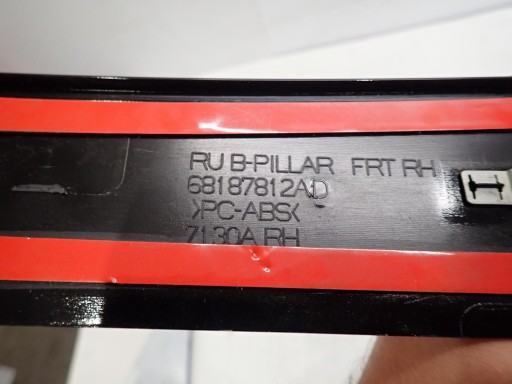 RU B-PILLAR FRT RH
68187812AD
>PC-ABS<
7130A RH